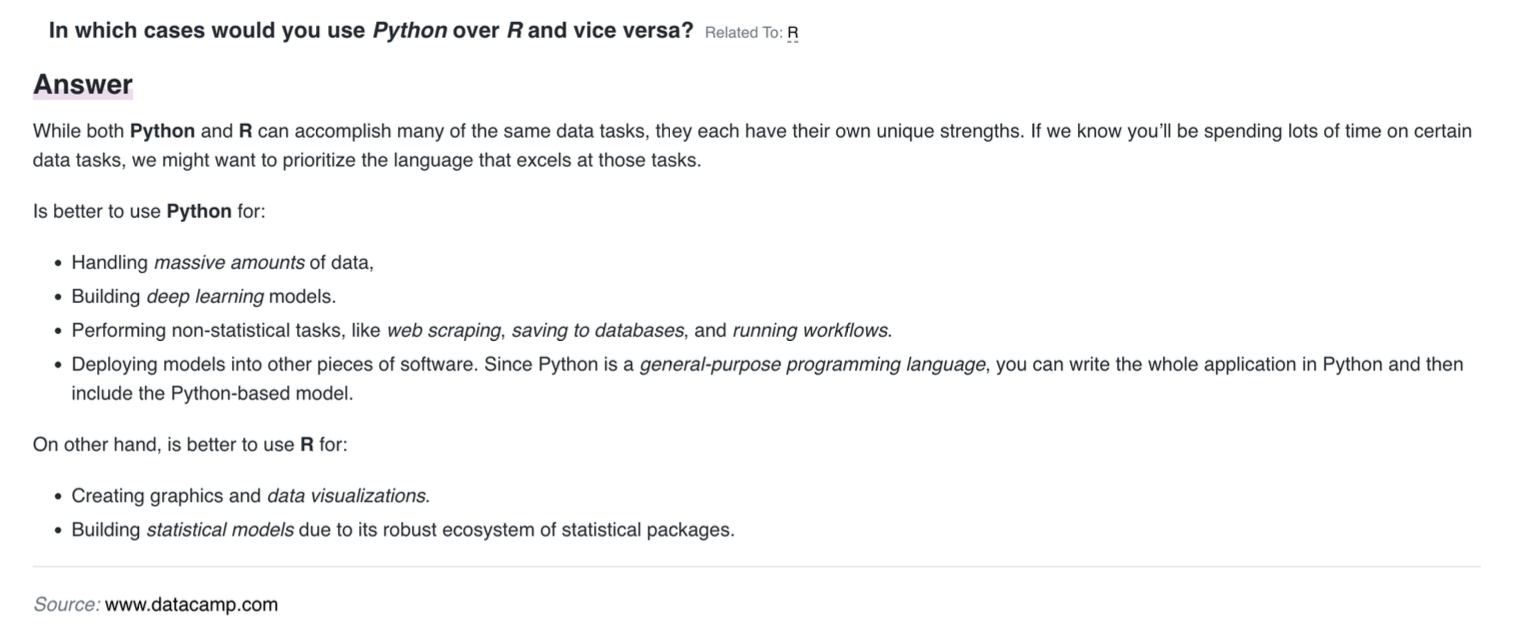 In which cases would you use Python over R and vice versa? Related To: R
Answer
While both Python and R can accomplish many of the same data tasks, they each have their own unique strengths. If we know you’ll be spending lots of time on certain
data tasks, we might want to prioritize the language that excels at those tasks.
Is better to use Python for:
• Handling massive amounts of data,
• Building deep learning models.
• Performing non-statistical tasks, like web scraping, saving to databases, and running workflows.
• Deploying models into other pieces of software. Since Python is a general-purpose programming language, you can write the whole application in Python and then
include the Python-based model.
On other hand, is better to use R for:
• Creating graphics and data visualizations.
• Building statistical models due to its robust ecosystem of statistical packages.
Source: www.datacamp.com